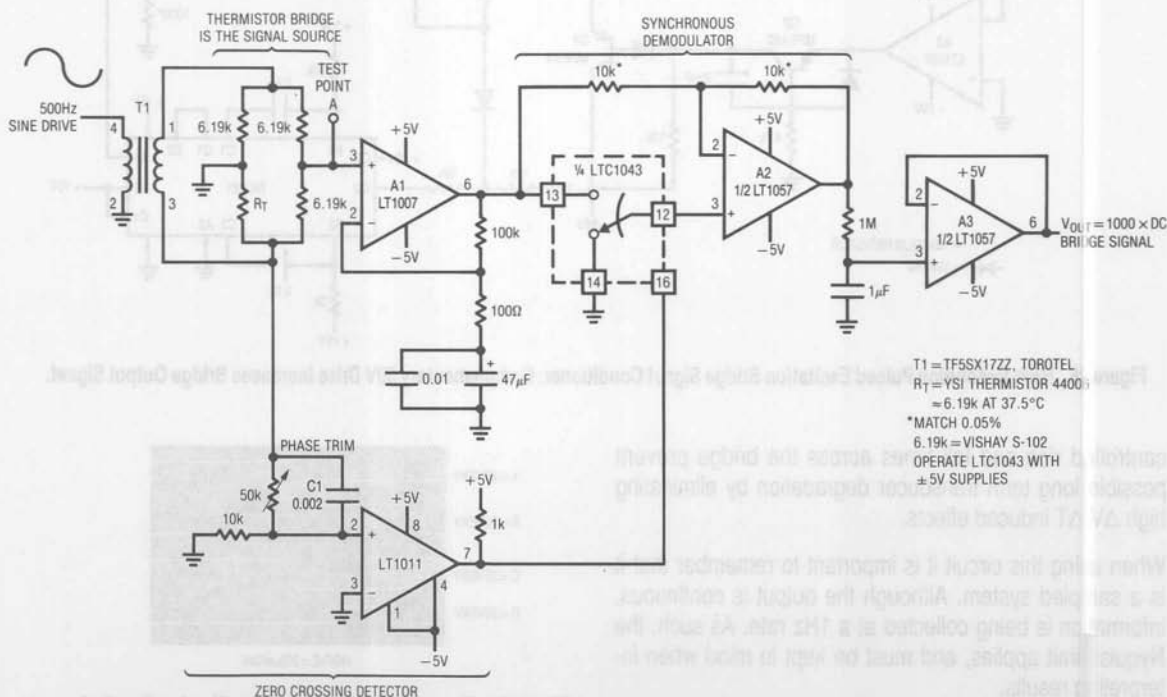 THERMISTOR BRIDGE
IS THE SIGNAL SOURCE
SYNCHRONOUS
DEMODULATOR
TEST
POINT
A
500Hz
SINE DRIVE
T1
4
2
1
3
6.19k
6.19k
RT
6.19k
3
+
2
−
+5V
A1
LT1007
−5V
6
100k
100Ω
0.01
+
47µF
10k*
10k*
¼ LTC1043
13
12
14
16
2
−
3
+
+5V
A2
1/2 LT1057
−5V
1M
1µF
2
−
3
+
+5V
A3
1/2 LT1057
6
−5V
VOUT = 1000 × DC
BRIDGE SIGNAL
T1 = TF5SX17ZZ, TOROTEL
RT = YSI THERMISTOR
≈ 6.19k AT 37.5°C
*MATCH 0.05%
6.19k = VISHAY S-102
OPERATE LTC1043 WITH
±5V SUPPLIES
PHASE TRIM
50k
C1
0.002
10k
2
+
3
−
+5V
8
LT1011
1
4
7
+5V
1k
−5V
ZERO CROSSING DETECTOR